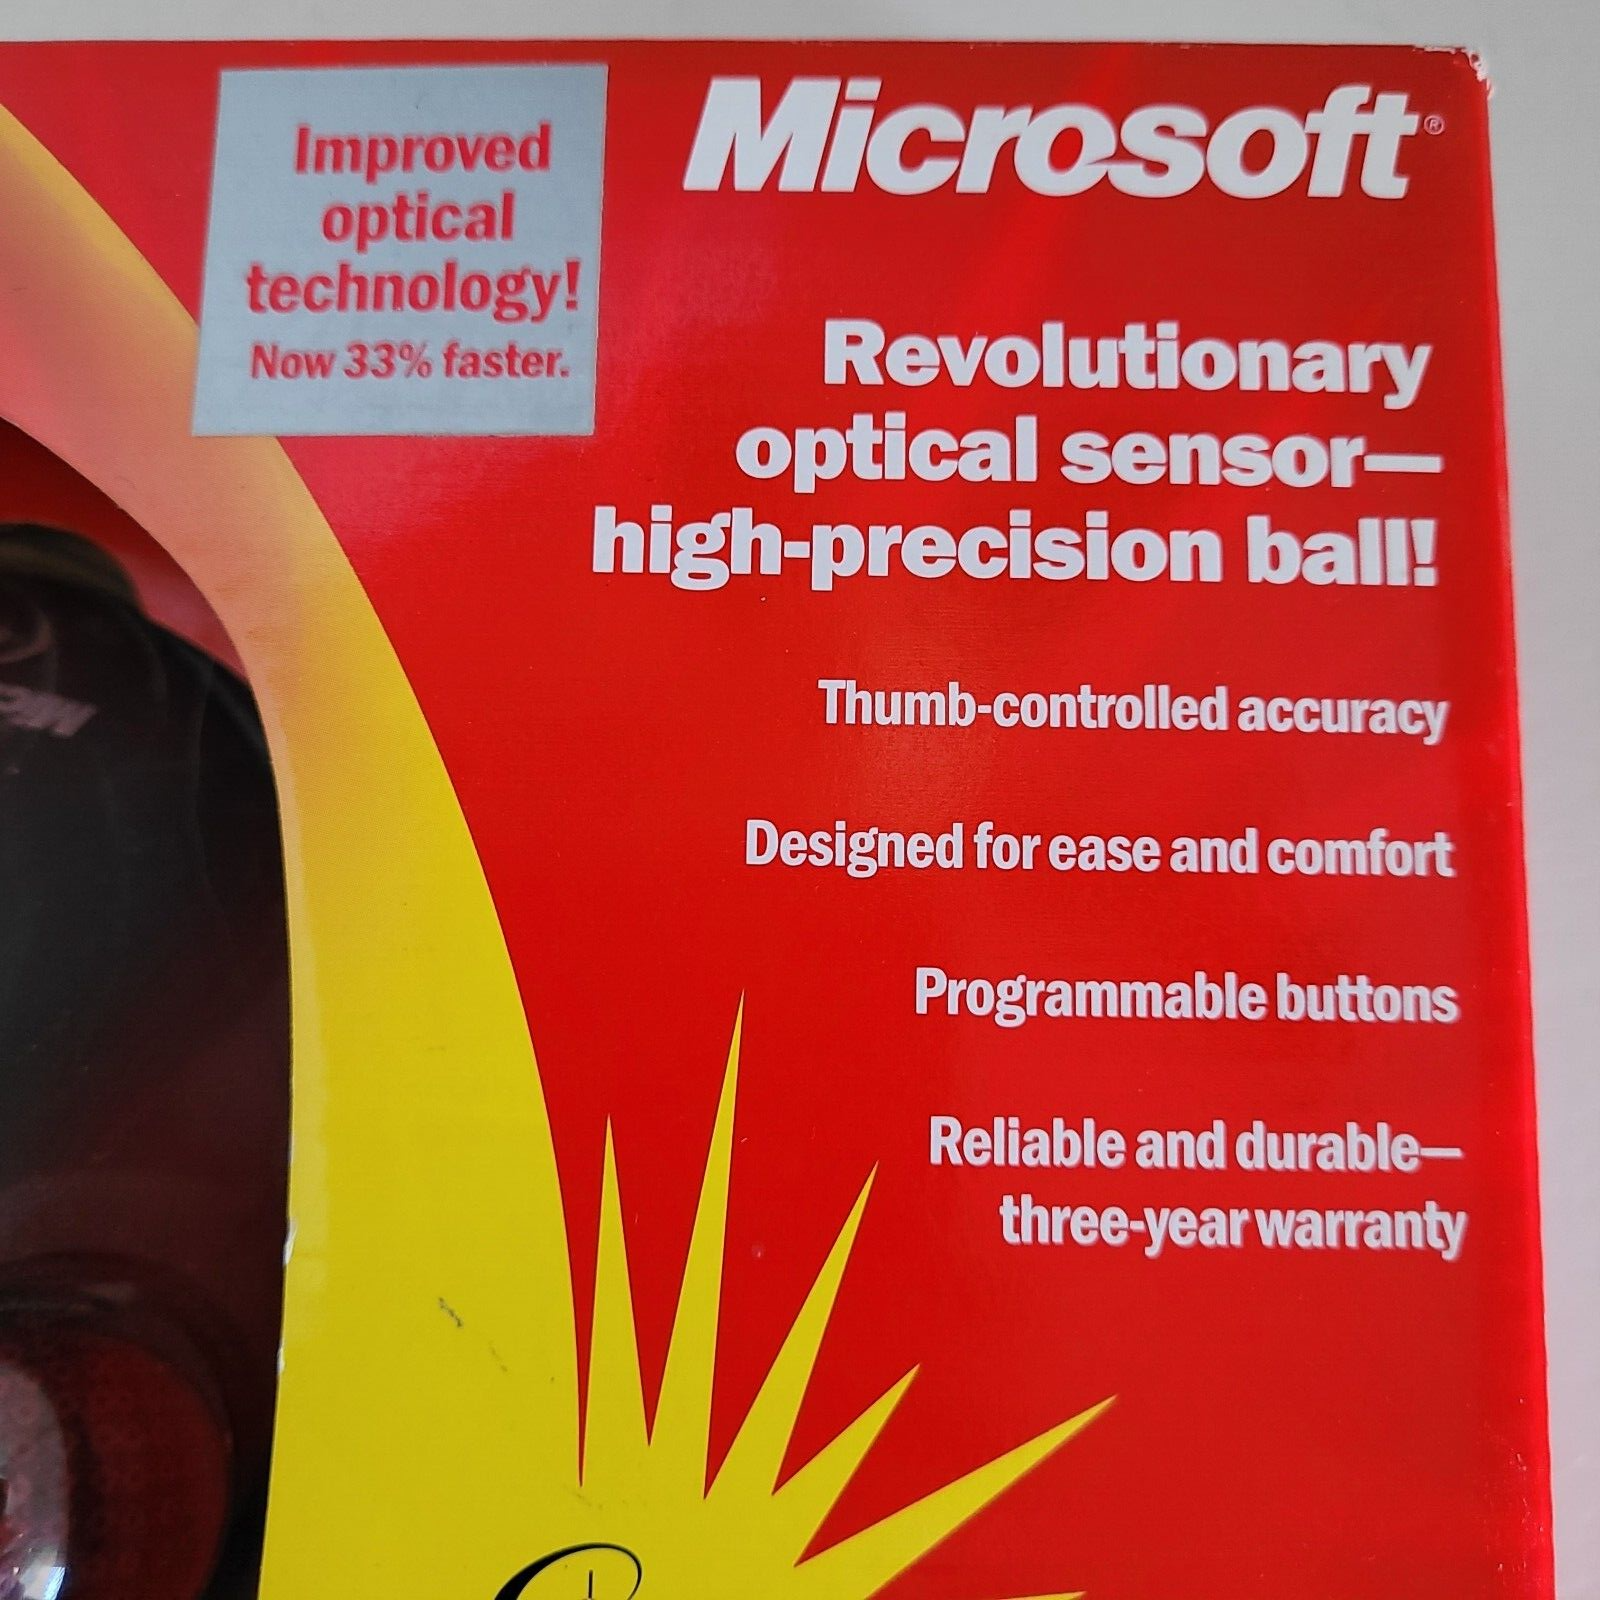 Improved
optical
technology!
Now 33% faster.
Microsoft®
Revolutionary
optical sensor—
high-precision ball!
Thumb-controlled accuracy
Designed for ease and comfort
Programmable buttons
Reliable and durable—
three-year warranty